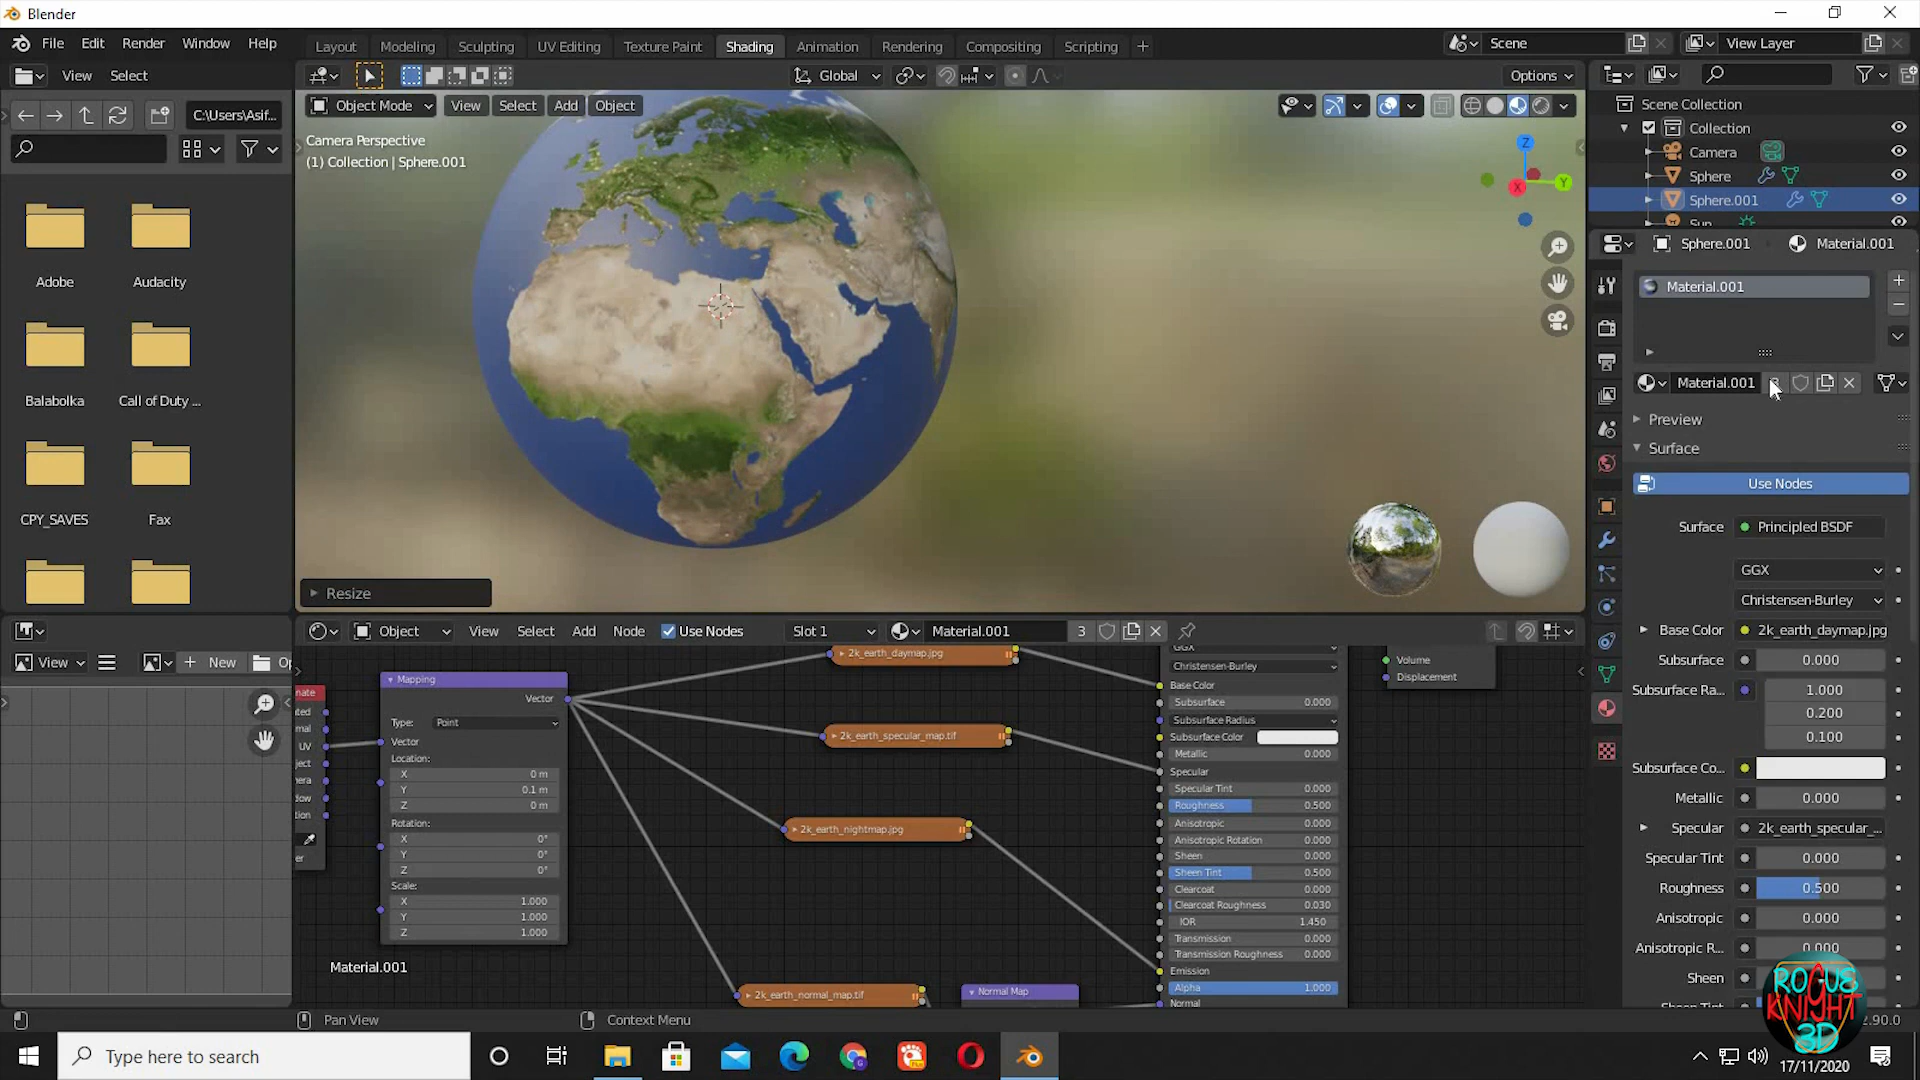 Blender
File Edit Render Window Help
Layout Modeling Sculpting UV Editing Texture Paint Shading Animation Rendering Compositing Scripting +
Scene
View Layer
View Select
Global
Options
C:\Users\Asif...
Object Mode View Select Add Object
Camera Perspective
(1) Collection | Sphere.001
Z
X
Y
Adobe
Audacity
Balabolka
Call of Duty ...
CPY_SAVES
Fax
Resize
Scene Collection
Collection
Camera
Sphere
Sphere.001
Sun
Sphere.001
Material.001
Material.001
Material.001
Preview
Surface
Use Nodes
Surface Principled BSDF
GGX
Christensen-Burley
Base Color 2k_earth_daymap.jpg
Subsurface 0.000
Subsurface Ra... 1.000
0.200
0.100
Subsurface Co...
Metallic 0.000
Specular 2k_earth_specular_...
Specular Tint 0.000
Roughness 0.500
Anisotropic 0.000
Anisotropic R... 0.000
Sheen
Object View Select Add Node Use Nodes Slot 1 Material.001 3
View
New
Mapping
Vector
Type: Point
Vector
Location:
X 0 m
Y 0.1 m
Z 0 m
Rotation:
X 0°
Y 0°
Z 0°
Scale:
X 1.000
Y 1.000
Z 1.000
Material.001
UV
2k_earth_daymap.jpg
2k_earth_specular_map.tif
2k_earth_nightmap.jpg
2k_earth_normal_map.tif
Normal Map
GGX
Christensen-Burley
Base Color
Subsurface 0.000
Subsurface Radius
Subsurface Color
Metallic 0.000
Specular
Specular Tint 0.000
Roughness 0.500
Anisotropic 0.000
Anisotropic Rotation 0.000
Sheen 0.000
Sheen Tint 0.500
Clearcoat 0.000
Clearcoat Roughness 0.030
IOR 1.450
Transmission 0.000
Transmission Roughness 0.000
Emission
Alpha 1.000
Normal
Volume
Displacement
Pan View
Context Menu
2.90.0
ROGUE
KNIGHT
3D
Type here to search
17/11/2020